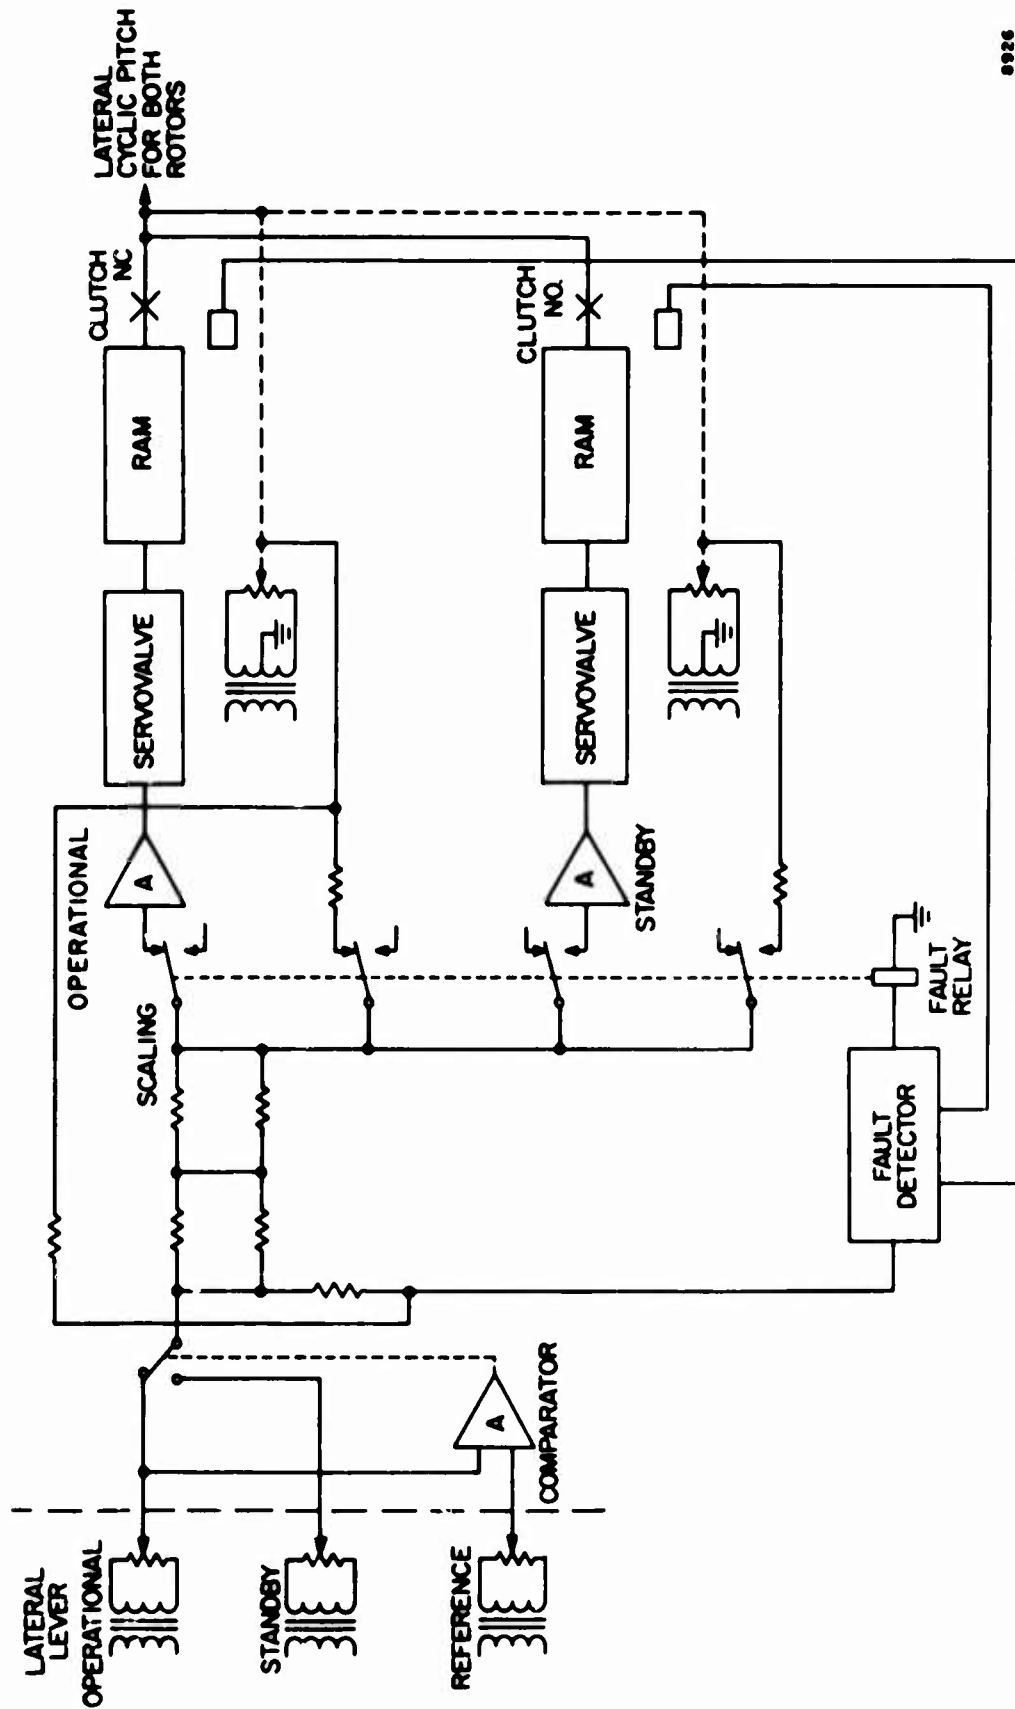 LATERAL
LEVER
OPERATIONAL
STANDBY
REFERENCE
COMPARATOR
A
SCALING
OPERATIONAL
A
SERVOVALVE
RAM
CLUTCH
NC
LATERAL
CYCLIC PITCH
FOR BOTH
ROTORS
A
STANDBY
SERVOVALVE
RAM
CLUTCH
NO.
FAULT
DETECTOR
FAULT
RELAY
8926